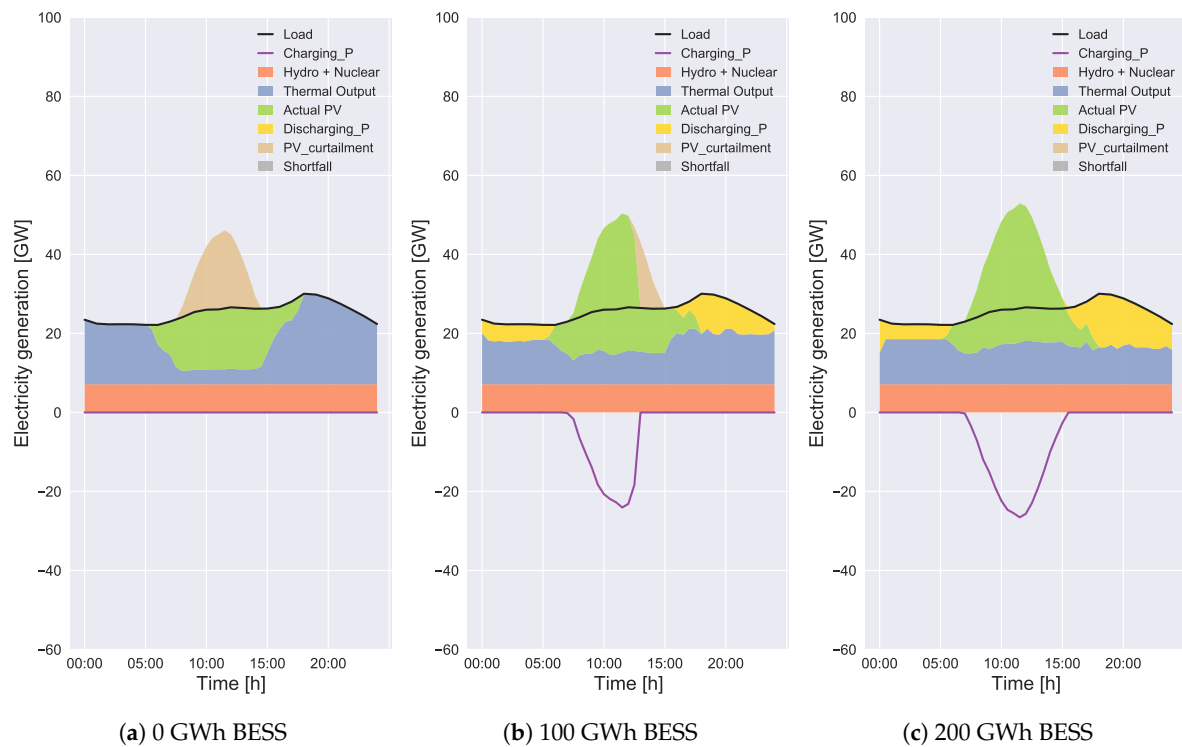 100
80
60
40
20
0
−20
−40
−60
Electricity generation [GW]
Load
Charging_P
Hydro + Nuclear
Thermal Output
Actual PV
Discharging_P
PV_curtailment
Shortfall
00:00 05:00 10:00 15:00 20:00
Time [h]
(a) 0 GWh BESS
100
80
60
40
20
0
−20
−40
−60
Electricity generation [GW]
Load
Charging_P
Hydro + Nuclear
Thermal Output
Actual PV
Discharging_P
PV_curtailment
Shortfall
00:00 05:00 10:00 15:00 20:00
Time [h]
(b) 100 GWh BESS
100
80
60
40
20
0
−20
−40
−60
Electricity generation [GW]
Load
Charging_P
Hydro + Nuclear
Thermal Output
Actual PV
Discharging_P
PV_curtailment
Shortfall
00:00 05:00 10:00 15:00 20:00
Time [h]
(c) 200 GWh BESS